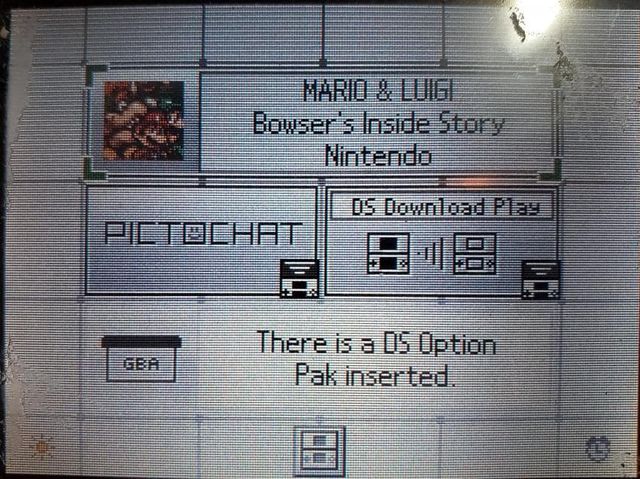 MARIO & LUIGI
Bowser's Inside Story
Nintendo
PICTOCHAT
DS Download Play
GBA
There is a DS Option
Pak inserted.